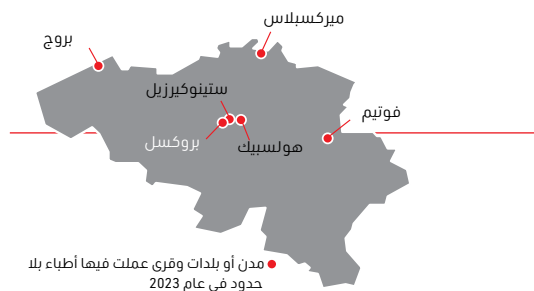 ميركسبلاس
بروج
ستينوكيرزيل
فوتيم
بروكسل
هولسبيك
مدن أو بلدات وقرى عملت فيها أطباء بلا
حدود في عام 2023